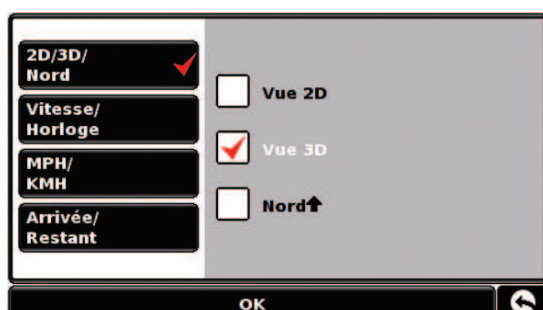 2D/3D/
Nord
Vitesse/
Horloge
MPH/
KMH
Arrivée/
Restant
Vue 2D
Vue 3D
Nord
OK